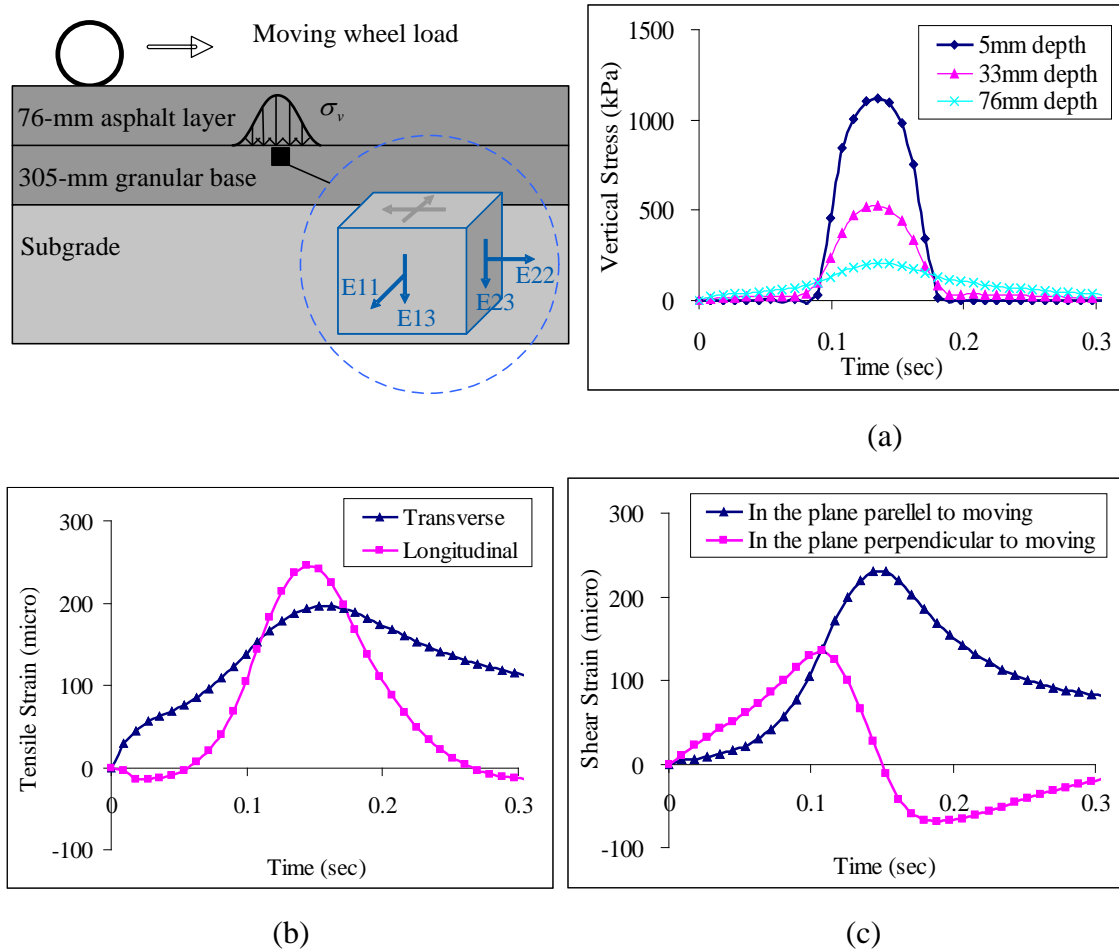 Moving wheel load
76-mm asphalt layer
σv
305-mm granular base
Subgrade
E11
E13
E23
E22
1500
1000
500
0
Vertical Stress (kPa)
5mm depth
33mm depth
76mm depth
0
0.1
0.2
0.3
Time (sec)
(a)
300
200
100
0
-100
Tensile Strain (micro)
Transverse
Longitudinal
0
0.1
0.2
0.3
Time (sec)
(b)
300
200
100
0
-100
Shear Strain (micro)
In the plane parellel to moving
In the plane perpendicular to moving
0
0.1
0.2
0.3
Time (sec)
(c)